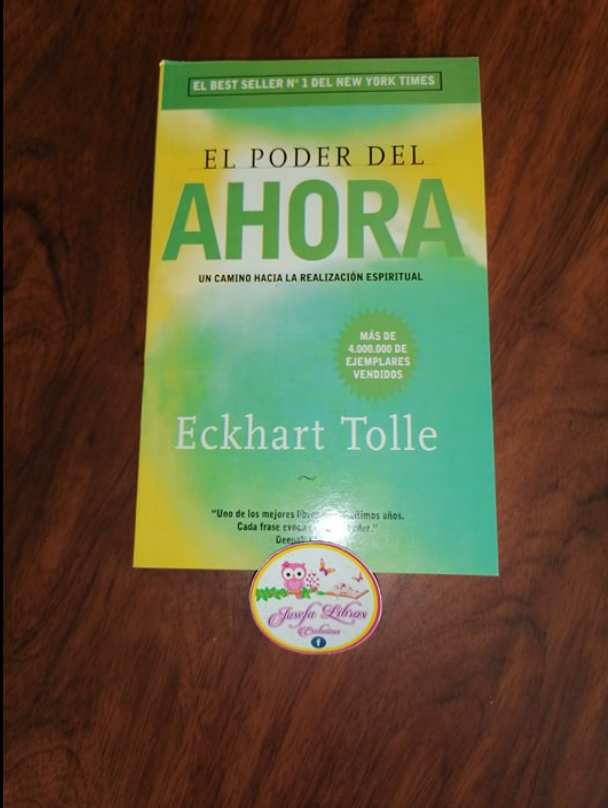 EL BEST SELLER Nº 1 DEL NEW YORK TIMES
EL PODER DEL
AHORA
UN CAMINO HACIA LA REALIZACIÓN ESPIRITUAL
MÁS DE
4.000.000 DE
EJEMPLARES
VENDIDOS
Eckhart Tolle
"Uno de los mejores años.
Cada frase
Josefa Libros
f